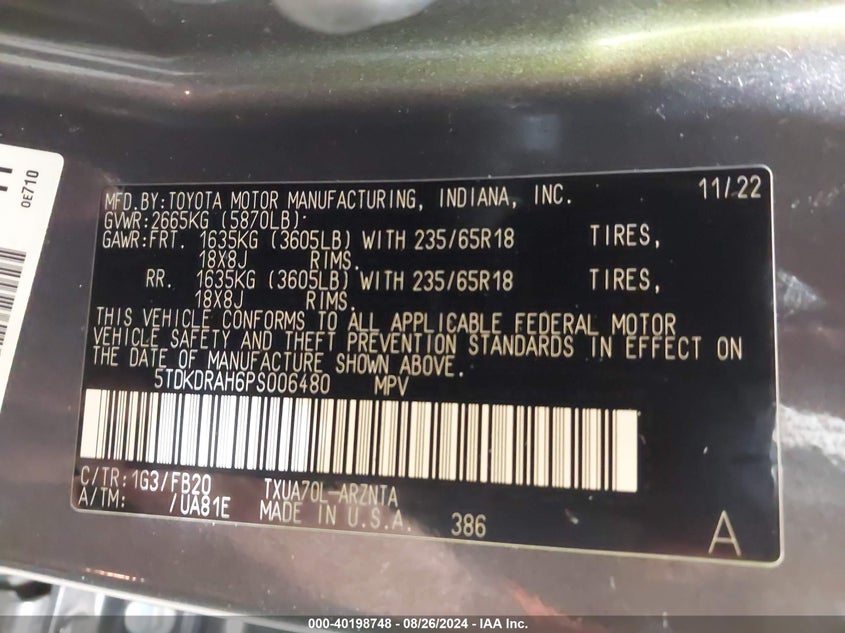 0E710
MFD.BY:TOYOTA MOTOR MANUFACTURING, INDIANA, INC. 11/22
GVWR:2665KG (5870LB)
GAWR:FRT. 1635KG (3605LB) WITH 235/65R18 TIRES,
18X8J RIMS.
RR. 1635KG (3605LB) WITH 235/65R18 TIRES,
18X8J RIMS.
THIS VEHICLE CONFORMS TO ALL APPLICABLE FEDERAL MOTOR
VEHICLE SAFETY AND THEFT PREVENTION STANDARDS IN EFFECT ON
THE DATE OF MANUFACTURE SHOWN ABOVE.
5TDKDRAH6PS006480 MPV
C/TR:1G3/FB20 TXUA70L-ARZNTA
A/TM: /UA81E MADE IN U.S.A. 386
A
000-40198748 - 08/26/2024 - IAA Inc.